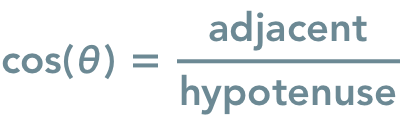 cos(θ) = adjacent
hypotenuse